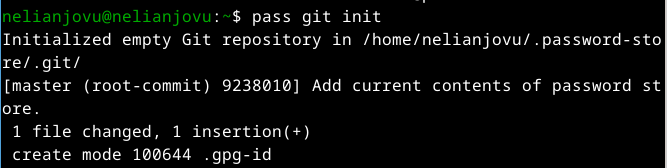 nelianjovu@nelianjovu:~$ pass git init
Initialized empty Git repository in /home/nelianjovu/.password-sto
re/.git/
[master (root-commit) 9238010] Add current contents of password st
ore.
 1 file changed, 1 insertion(+)
 create mode 100644 .gpg-id